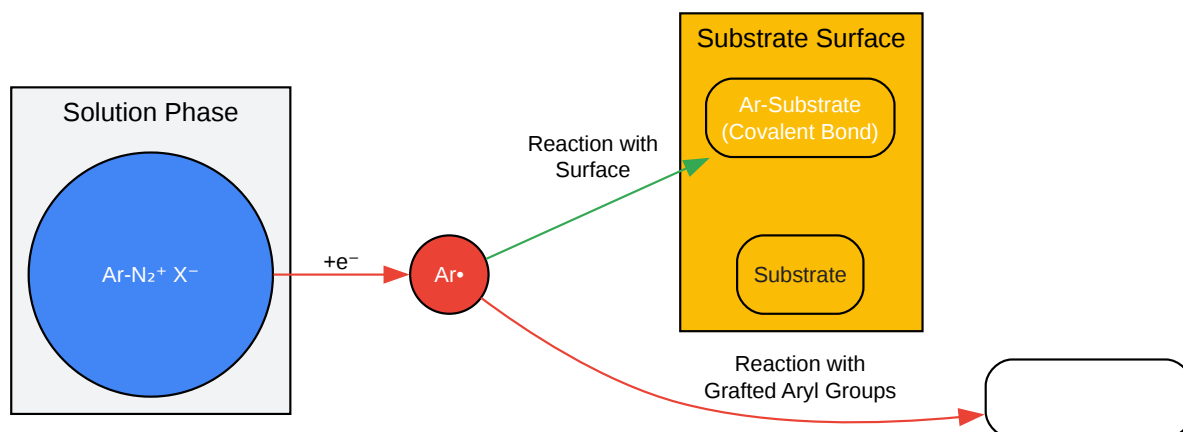 Solution Phase
Ar-N₂⁺ X⁻
+e⁻
Ar•
Reaction with
Surface
Substrate Surface
Ar-Substrate
(Covalent Bond)
Substrate
Reaction with
Grafted Aryl Groups